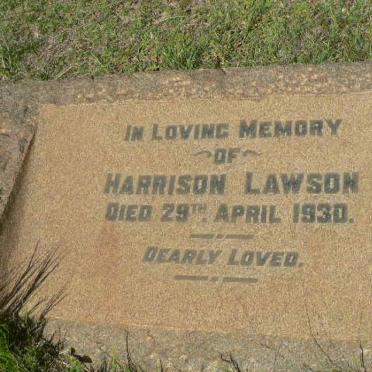 IN LOVING MEMORY
OF
HARRISON LAWSON
DIED 29TH APRIL 1930.
DEARLY LOVED.